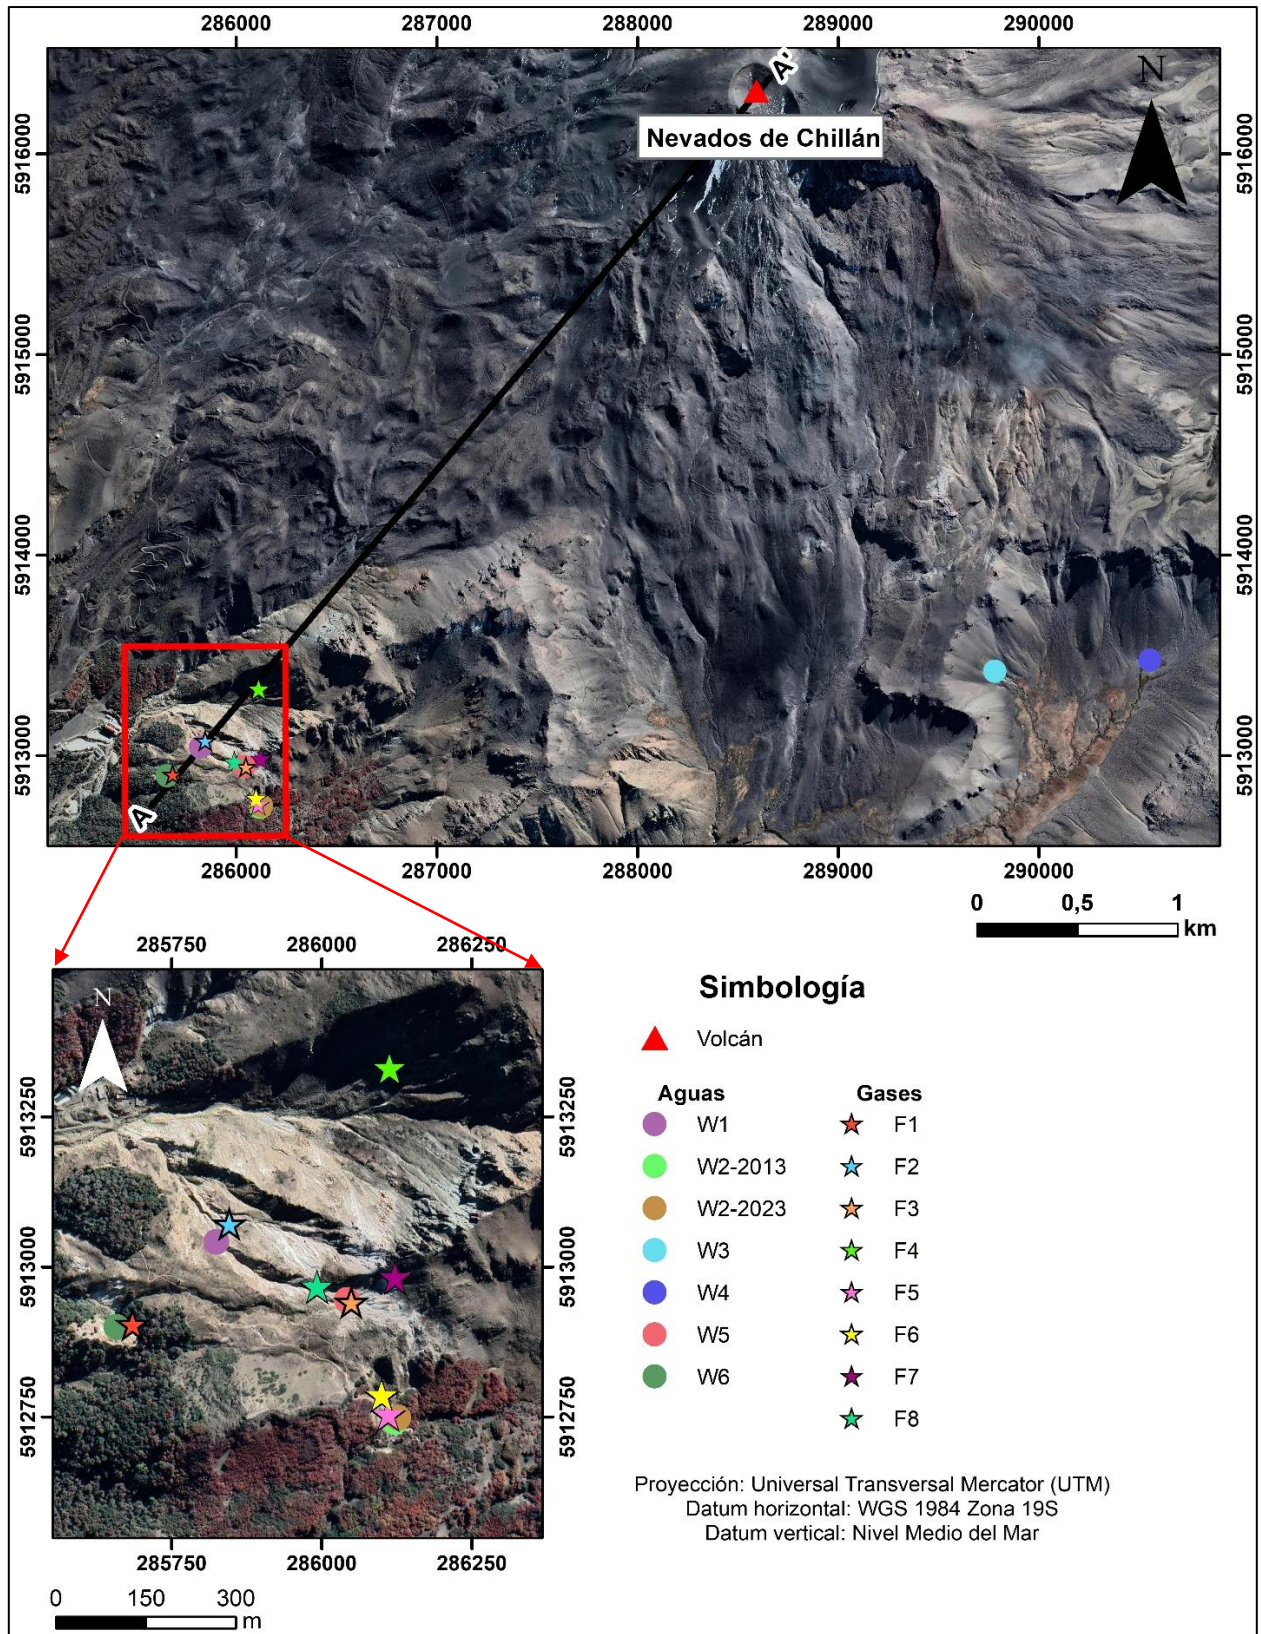 286000 287000 288000 289000 290000
N
A'
Nevados de Chillán
5916000 5916000
5915000 5915000
5914000 5914000
5913000 5913000
A
286000 287000 288000 289000 290000
0 0,5 1
km
285750 286000 286250
N
5913250 5913250
5913000 5913000
5912750 5912750
285750 286000 286250
0 150 300
m
Simbología
Volcán
Aguas Gases
W1 F1
W2-2013 F2
W2-2023 F3
W3 F4
W4 F5
W5 F6
W6 F7
F8
Proyección: Universal Transversal Mercator (UTM)
Datum horizontal: WGS 1984 Zona 19S
Datum vertical: Nivel Medio del Mar